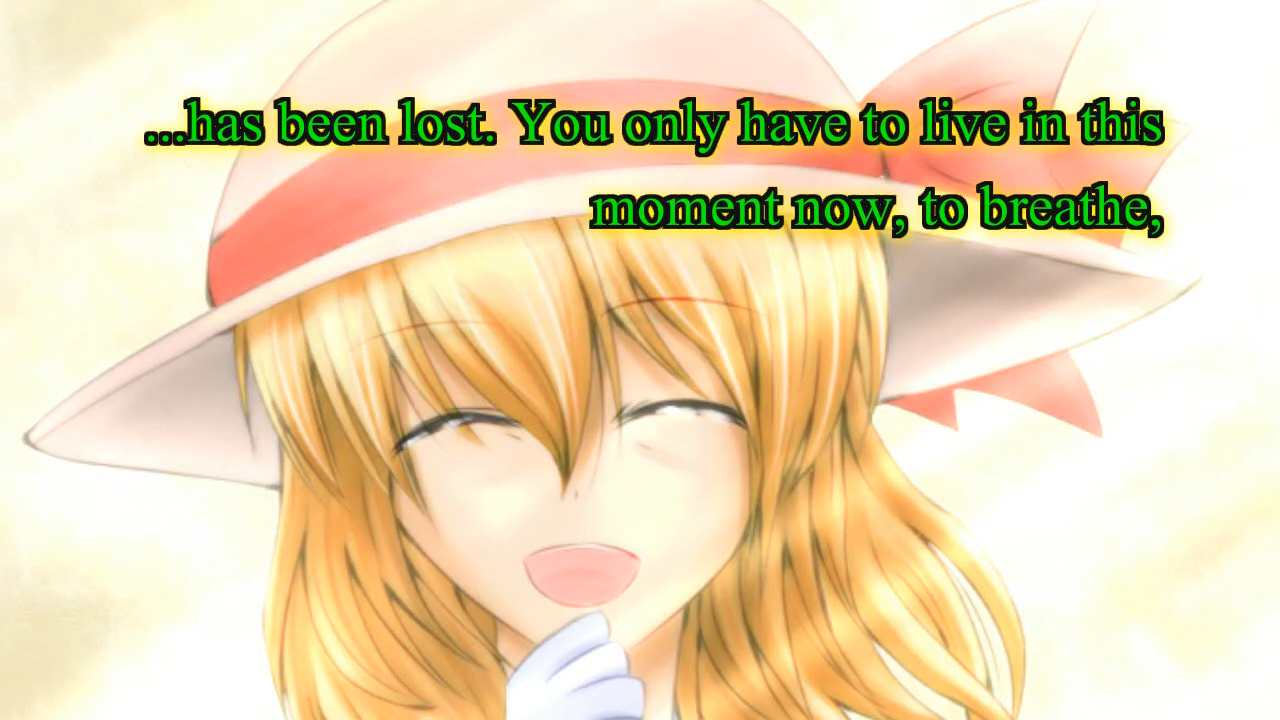 ...has been lost. You only have to live in this
moment now, to breathe,